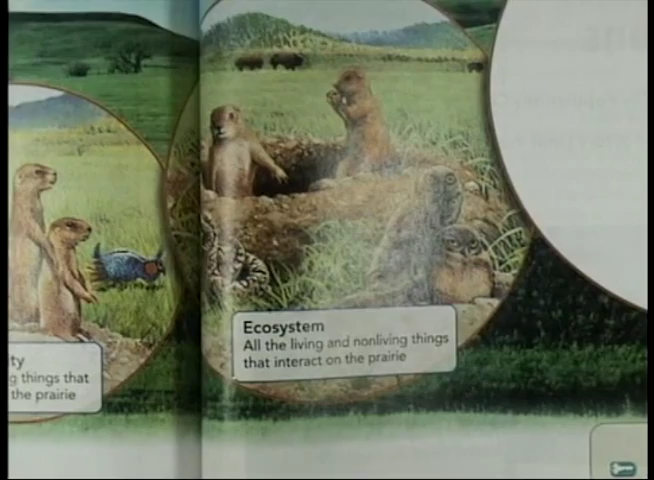 ty
g things that
the prairie
Ecosystem
All the living and nonliving things
that interact on the prairie